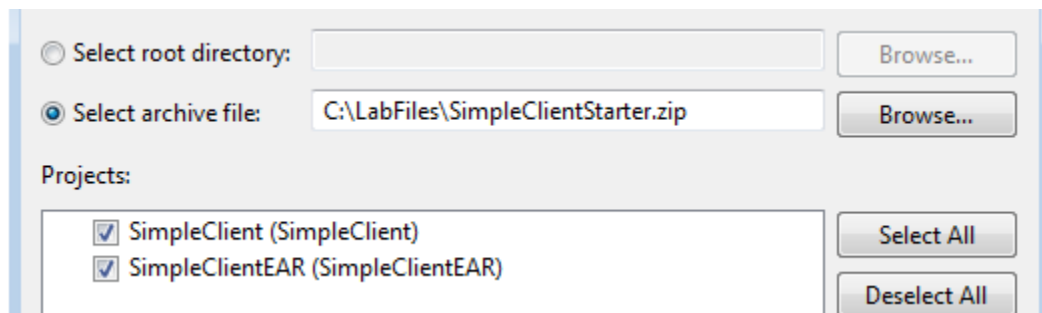 Select root directory: Browse...
Select archive file: C:\LabFiles\SimpleClientStarter.zip Browse...
Projects:
SimpleClient (SimpleClient) Select All
SimpleClientEAR (SimpleClientEAR)
Deselect All